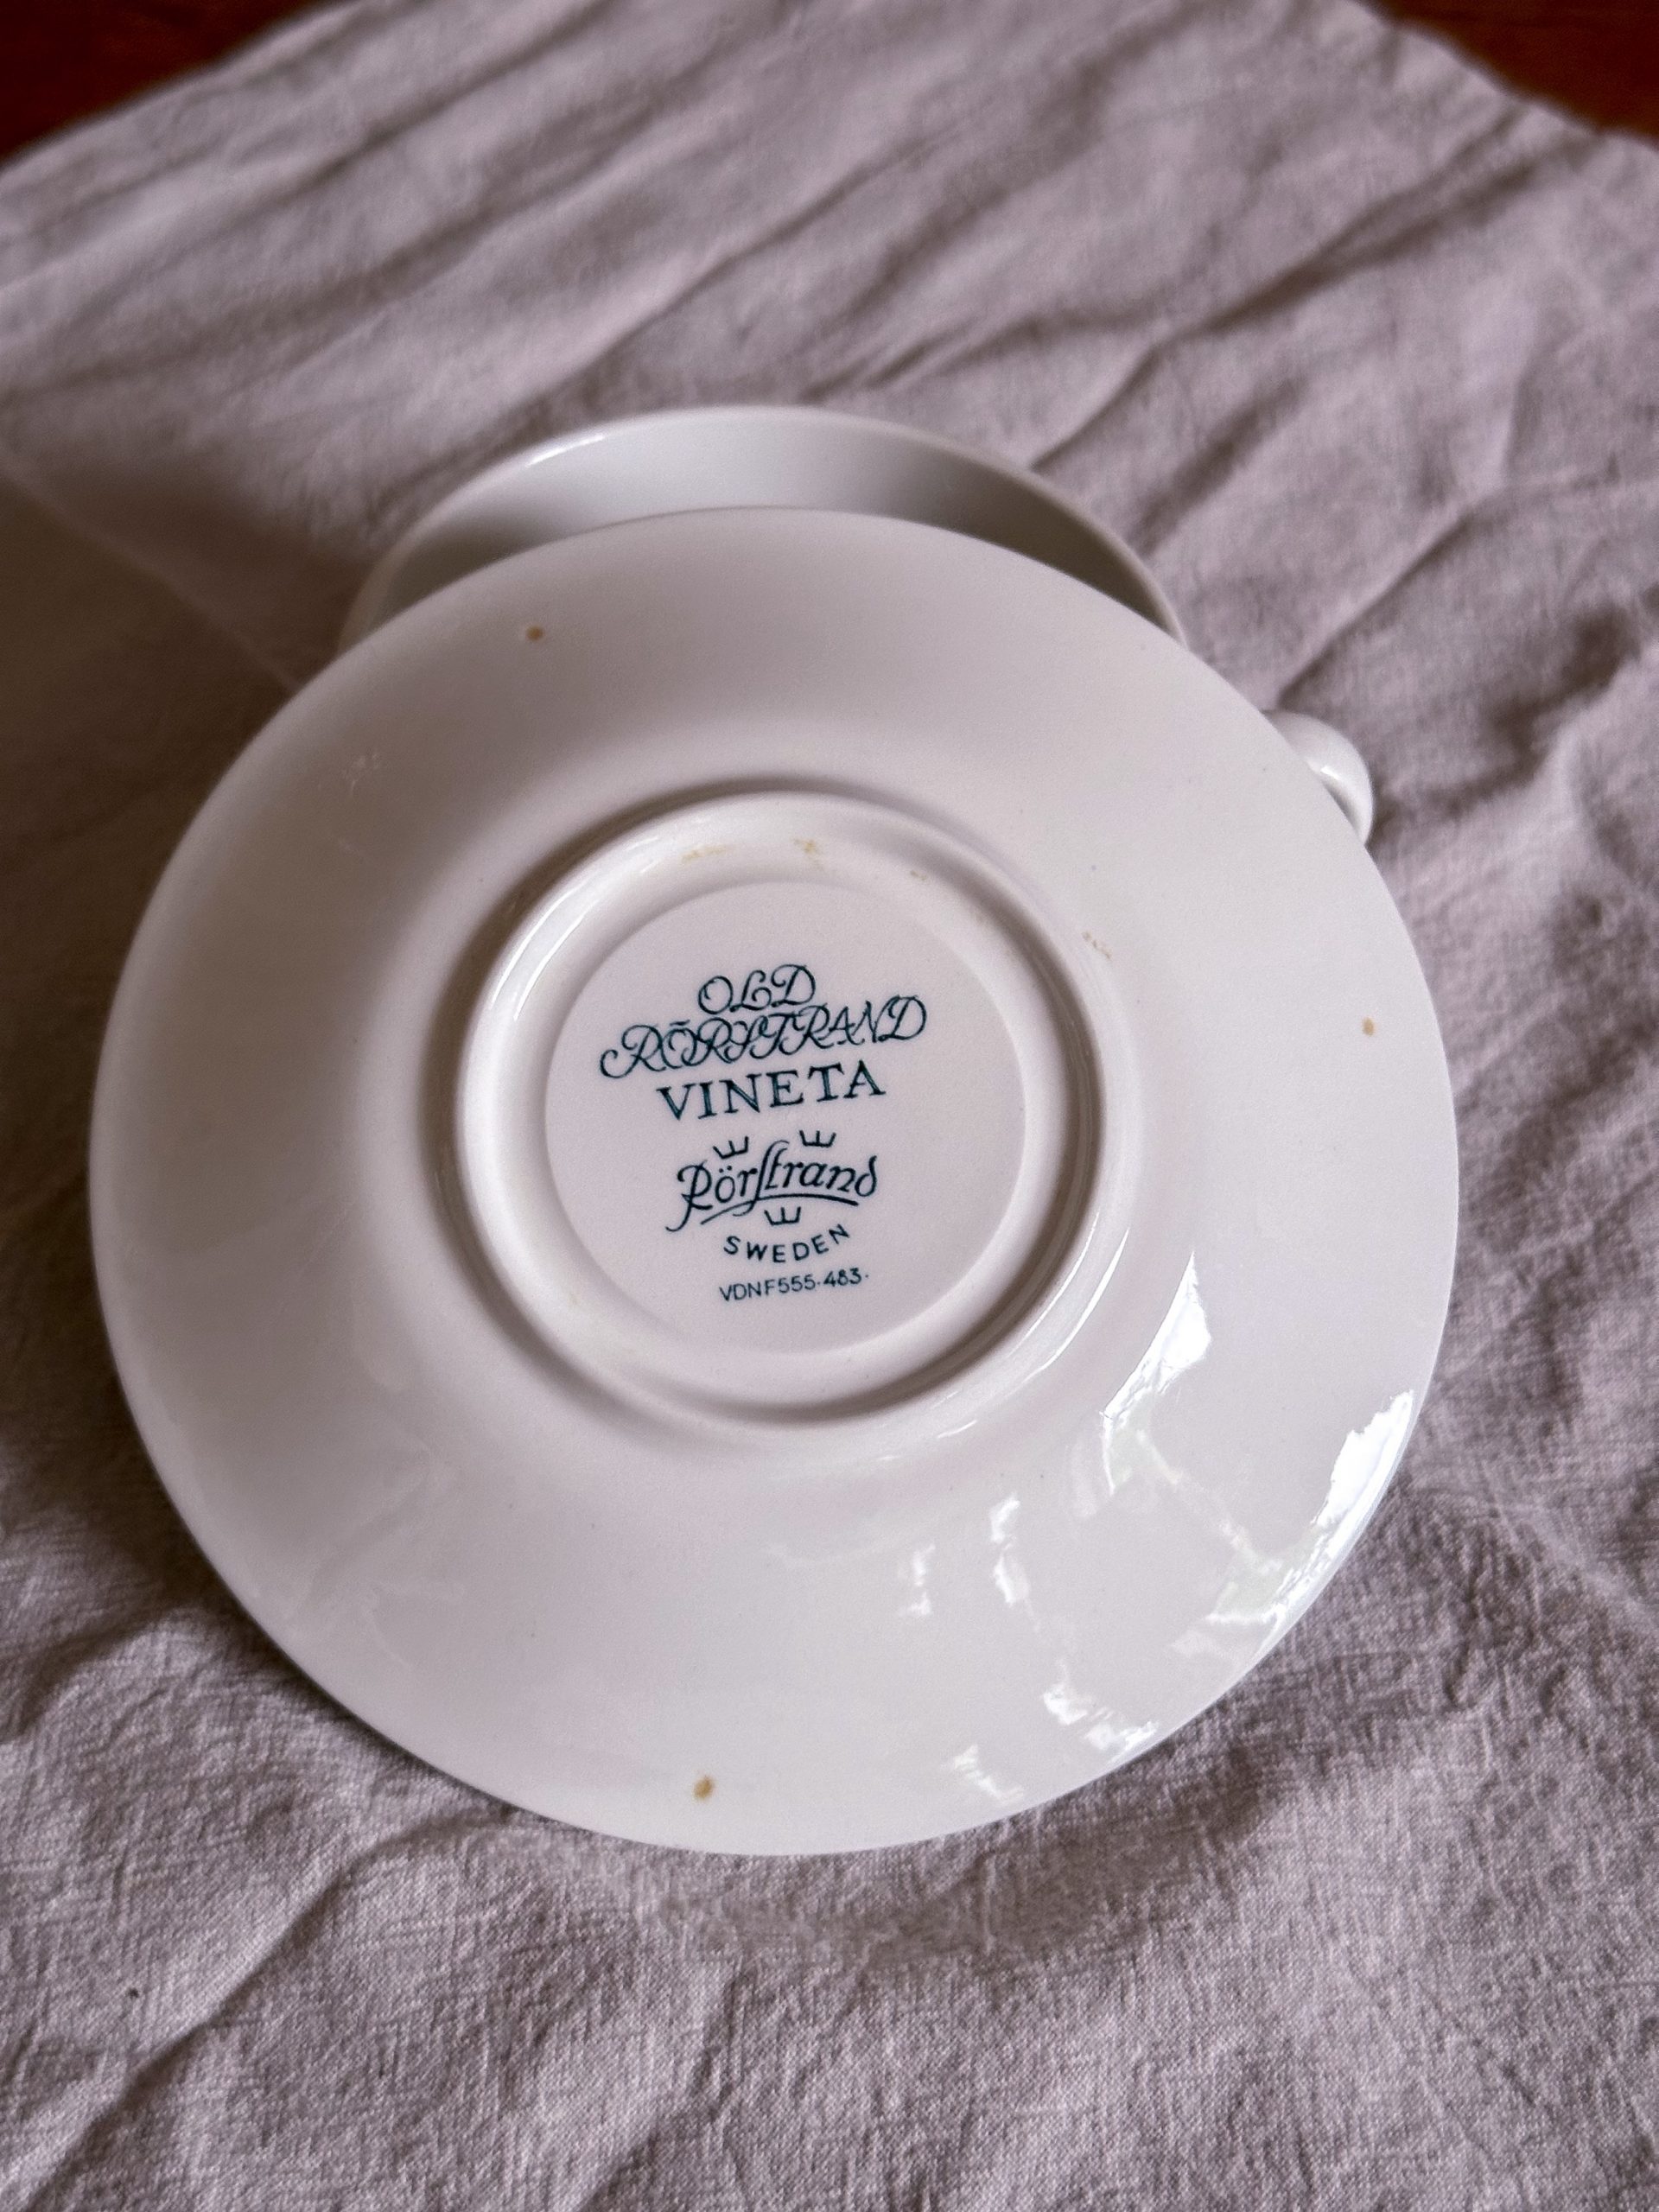 OLD
RÖRSTRAND
VINETA
Rörstrand
SWEDEN
VDNF555·483·